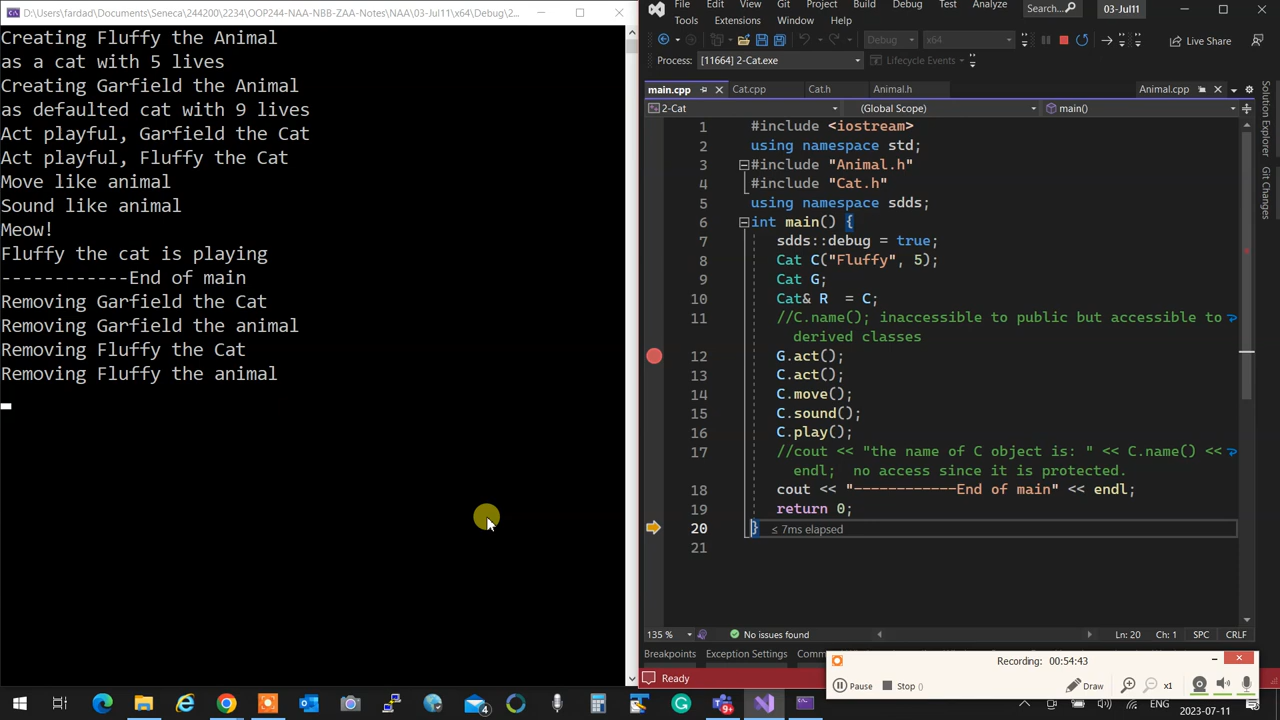 D:\Users\fardad\Documents\Seneca\244200\2234\OOP244-NAA-NBB-ZAA-Notes\NAA\03-Jul11\x64\Debug\2...
Creating Fluffy the Animal
as a cat with 5 lives
Creating Garfield the Animal
as defaulted cat with 9 lives
Act playful, Garfield the Cat
Act playful, Fluffy the Cat
Move like animal
Sound like animal
Meow!
Fluffy the cat is playing
------------End of main
Removing Garfield the Cat
Removing Garfield the animal
Removing Fluffy the Cat
Removing Fluffy the animal
Project Build Debug Test Analyze Search... 03-Jul11
Tools Extensions Window Help
Debug x64 Live Share
Process: [11664] 2-Cat.exe Lifecycle Events
main.cpp Cat.cpp Cat.h Animal.h Animal.cpp
2-Cat (Global Scope) main()
1 #include <iostream>
2 using namespace std;
3 #include "Animal.h"
4 #include "Cat.h"
5 using namespace sdds;
6 int main() {
7 sdds::debug = true;
8 Cat C("Fluffy", 5);
9 Cat G;
10 Cat& R  = C;
11 //C.name(); inaccessible to public but accessible to
derived classes
12 G.act();
13 C.act();
14 C.move();
15 C.sound();
16 C.play();
17 //cout << "the name of C object is: " << C.name() <<
endl;  no access since it is protected.
18 cout << "------------End of main" << endl;
19 return 0;
20 } ≤ 7ms elapsed
21
Solution Explorer
Git Changes
135 % No issues found Ln: 20 Ch: 1 SPC CRLF
Breakpoints Exception Settings Comm
Ready
Recording: 00:54:43
Pause Stop () Draw x1
4
9+
ENG 2023-07-11